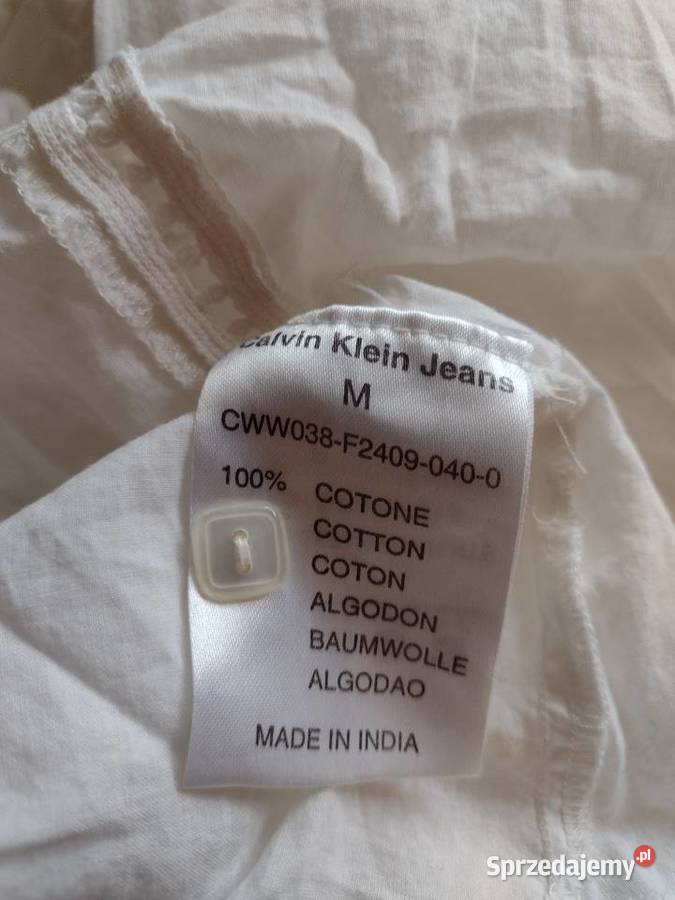 Calvin Klein Jeans
M
CWW038-F2409-040-0
100% COTONE
COTTON
COTON
ALGODON
BAUMWOLLE
ALGODAO
MADE IN INDIA
Sprzedajemy.pl